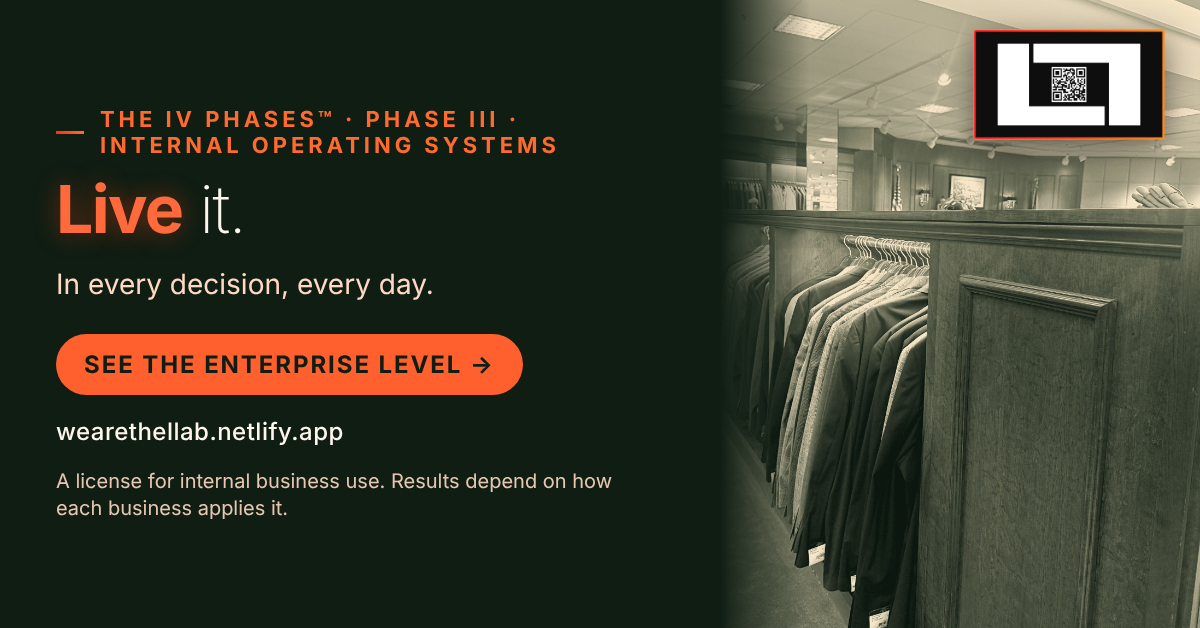 THE IV PHASES™ · PHASE III ·
INTERNAL OPERATING SYSTEMS
Live it.
In every decision, every day.
SEE THE ENTERPRISE LEVEL →
wearethellab.netlify.app
A license for internal business use. Results depend on how
each business applies it.